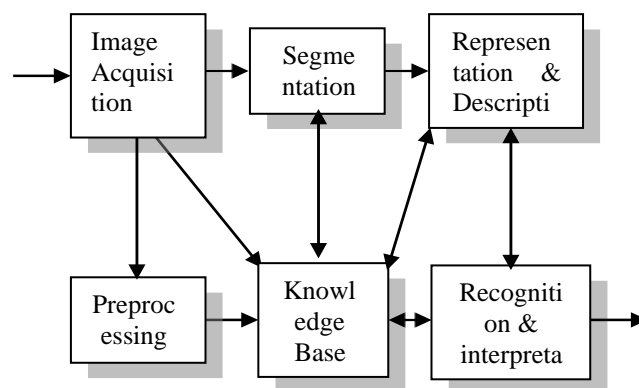 Image
Acquisi
tion
Segme
ntation
Represen
tation &
Descripti
Preproc
essing
Knowl
edge
Base
Recogniti
on &
interpreta